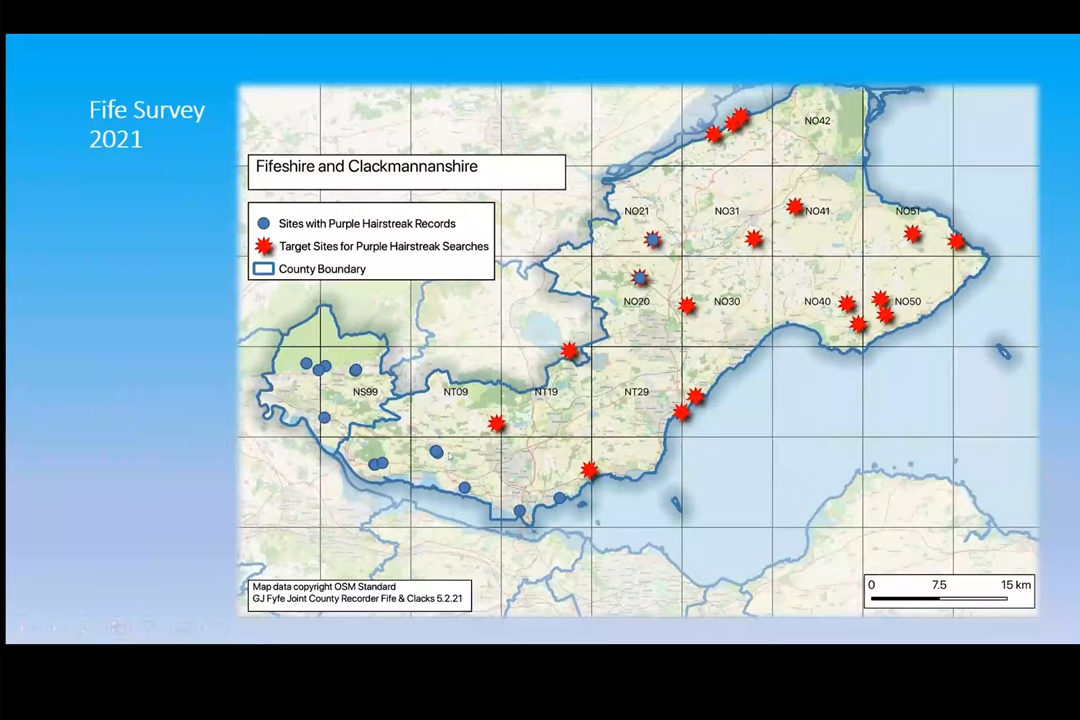 Fife Survey
2021
Fifeshire and Clackmannanshire
Sites with Purple Hairstreak Records
Target Sites for Purple Hairstreak Searches
County Boundary
NO42
NO21
NO31
NO41
NO51
NO20
NO30
NO40
NO50
NS99
NT09
NT19
NT29
Map data copyright OSM Standard
GJ Fyfe Joint County Recorder Fife & Clacks 5.2.21
0 7.5 15 km